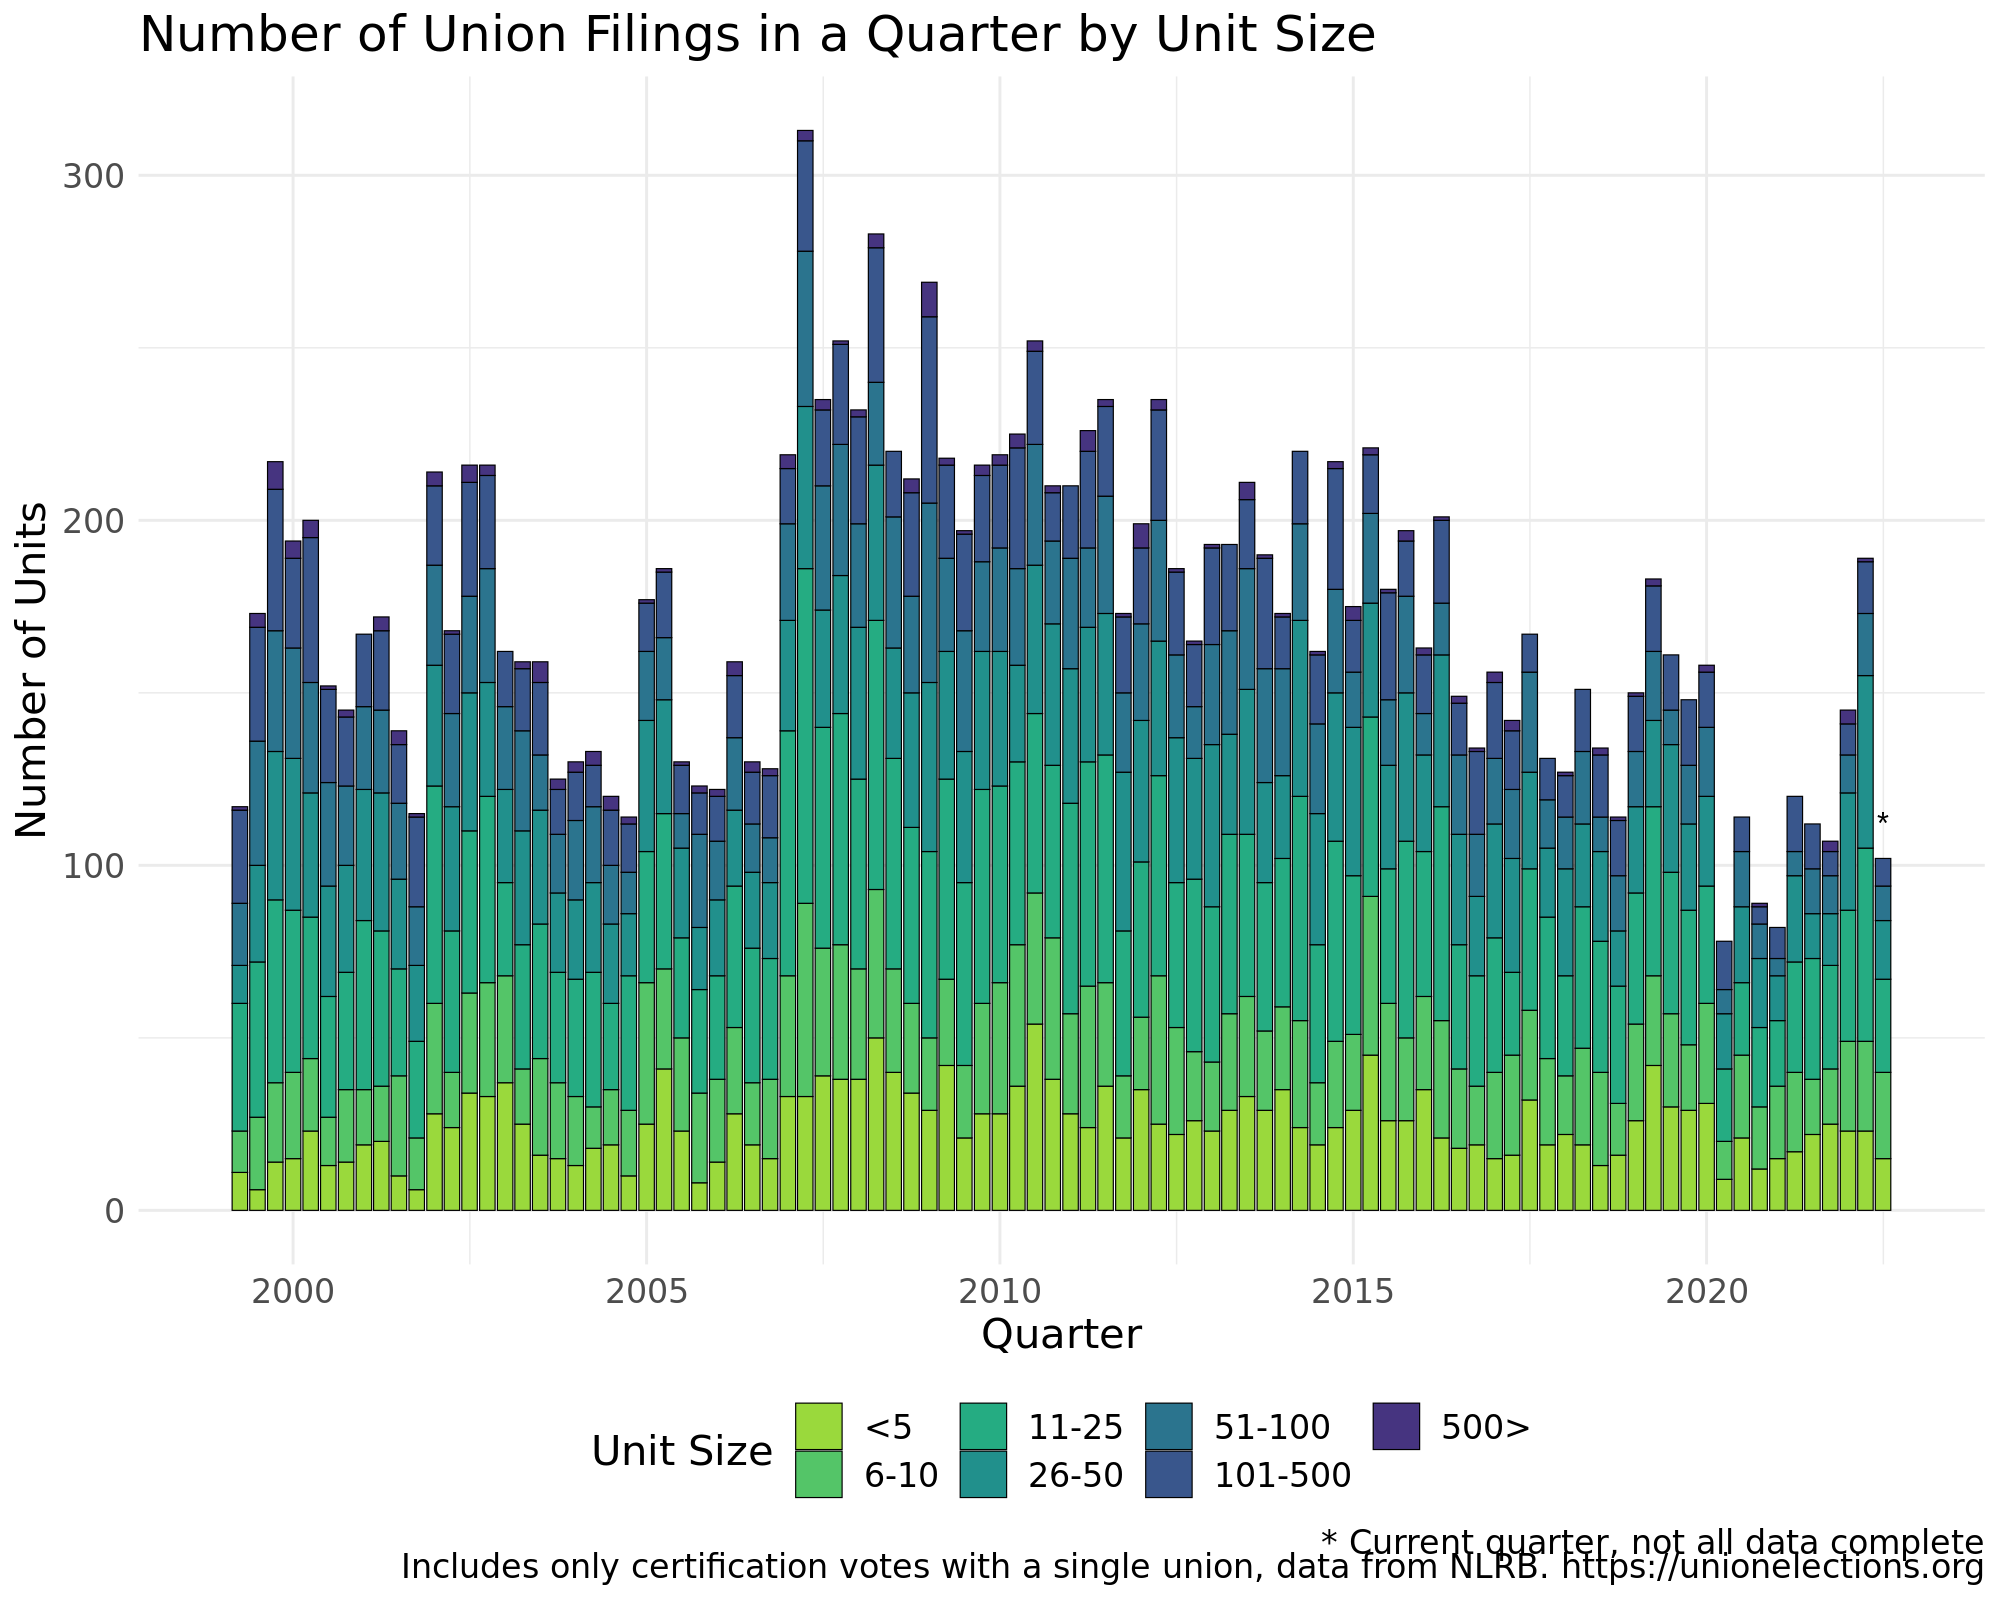 Number of Union Filings in a Quarter by Unit Size
Number of Units
300
200
100
0
*
2000 2005 2010 2015 2020
Quarter
Unit Size
<5 11-25 51-100 500>
6-10 26-50 101-500
* Current quarter, not all data complete
Includes only certification votes with a single union, data from NLRB. https://unionelections.org